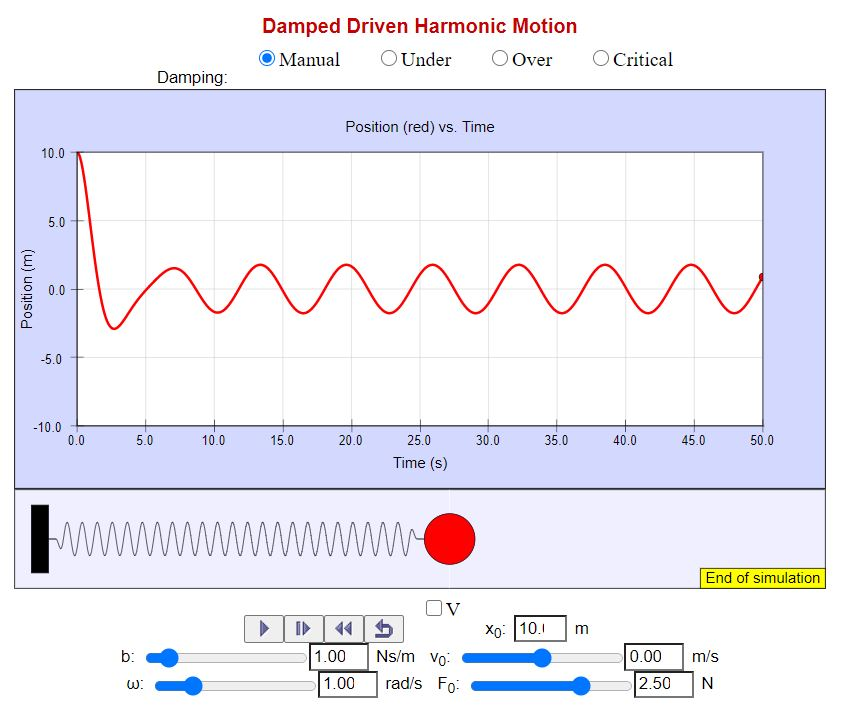 Damped Driven Harmonic Motion
Manual Under Over Critical
Damping:
Position (red) vs. Time
10.0
5.0
0.0
-5.0
-10.0
Position (m)
0.0 5.0 10.0 15.0 20.0 25.0 30.0 35.0 40.0 45.0 50.0
Time (s)
End of simulation
V
x₀: 10. m
b: 1.00 Ns/m v₀: 0.00 m/s
ω: 1.00 rad/s F₀: 2.50 N